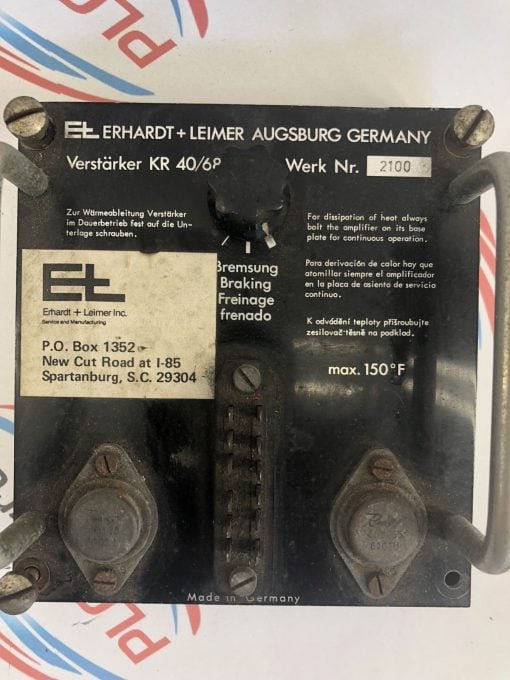 ERHARDT + LEIMER AUGSBURG GERMANY
Verstärker KR 40/68
Werk Nr. 2100
Zur Wärmeableitung Verstärker
im Dauerbetrieb fest auf die Un-
terlage schrauben.
For dissipation of heat always
bolt the amplifier on its base
plate for continuous operation.
Para derivación de calor hay que
atornillar siempre el amplificador
en la placa de asiento de servicio
continuo.
K odvádění teploty přišroubujte
zesilovač těsně na podklad.
max. 150°F
Bremsung
Braking
Freinage
frenado
Erhardt + Leimer Inc.
Service and Manufacturing
P.O. Box 1352
New Cut Road at I-85
Spartanburg, S.C. 29304
Made in Germany